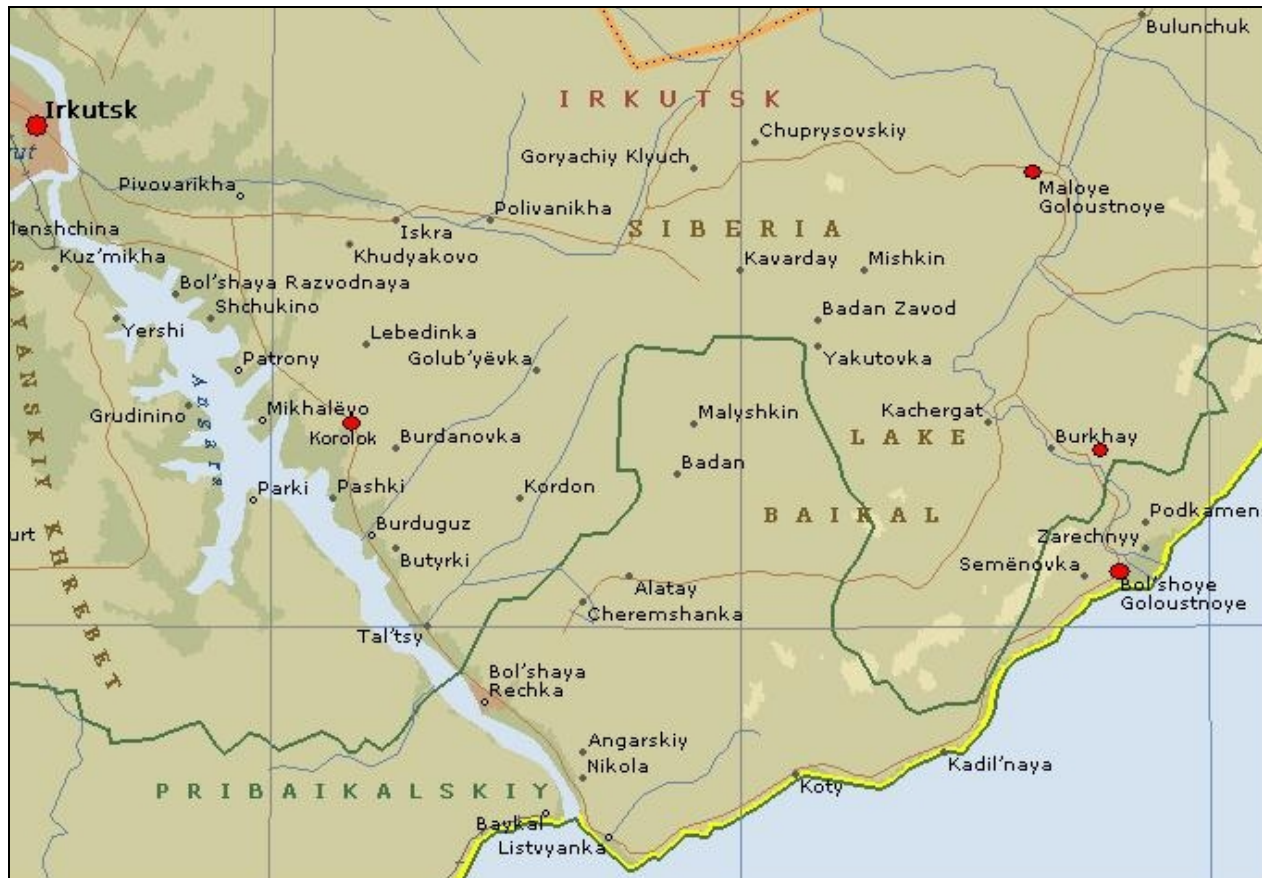 Bulunchuk
IRKUTSK
Irkutsk
Chuprysovskiy
Goryachiy Klyuch
Pivovarikha
Maloye
Goloustnoye
Polivanikha
Iskra
SIBERIA
Khudyakovo
Kuz'mikha
Kavarday
Mishkin
Bol'shaya Razvodnaya
Shchukino
Badan Zavod
Yershi
Lebedinka
Golub'yëvka
Yakutovka
Patrony
SAYANSKIY KHREBET
Grudinino
Mikhalëvo
Malyshkin
Kachergat
Korolok
Burdanovka
LAKE
Burkhay
Badan
Parki
Pashki
Kordon
BAIKAL
Podkamen
Burduguz
Zarechnyy
Butyrki
Semënovka
Alatay
Bol'shoye
Goloustnoye
Cheremshanka
Tal'tsy
Bol'shaya
Rechka
Angarskiy
Nikola
Kadil'naya
Koty
PRIBAIKALSKIY
Baykal
Listvyanka